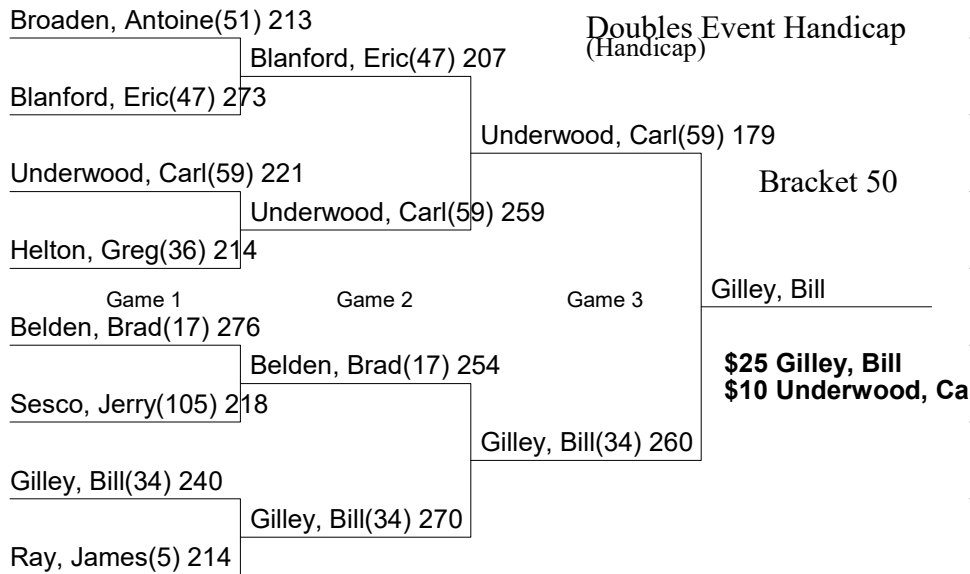 Broaden, Antoine(51) 213
Doubles Event Handicap
(Handicap)
Blanford, Eric(47) 207
Blanford, Eric(47) 273
Underwood, Carl(59) 179
Underwood, Carl(59) 221
Bracket 50
Underwood, Carl(59) 259
Helton, Greg(36) 214
Game 1
Game 2
Game 3
Gilley, Bill
Belden, Brad(17) 276
Belden, Brad(17) 254
$25 Gilley, Bill
$10 Underwood, Ca
Sesco, Jerry(105) 218
Gilley, Bill(34) 260
Gilley, Bill(34) 240
Gilley, Bill(34) 270
Ray, James(5) 214